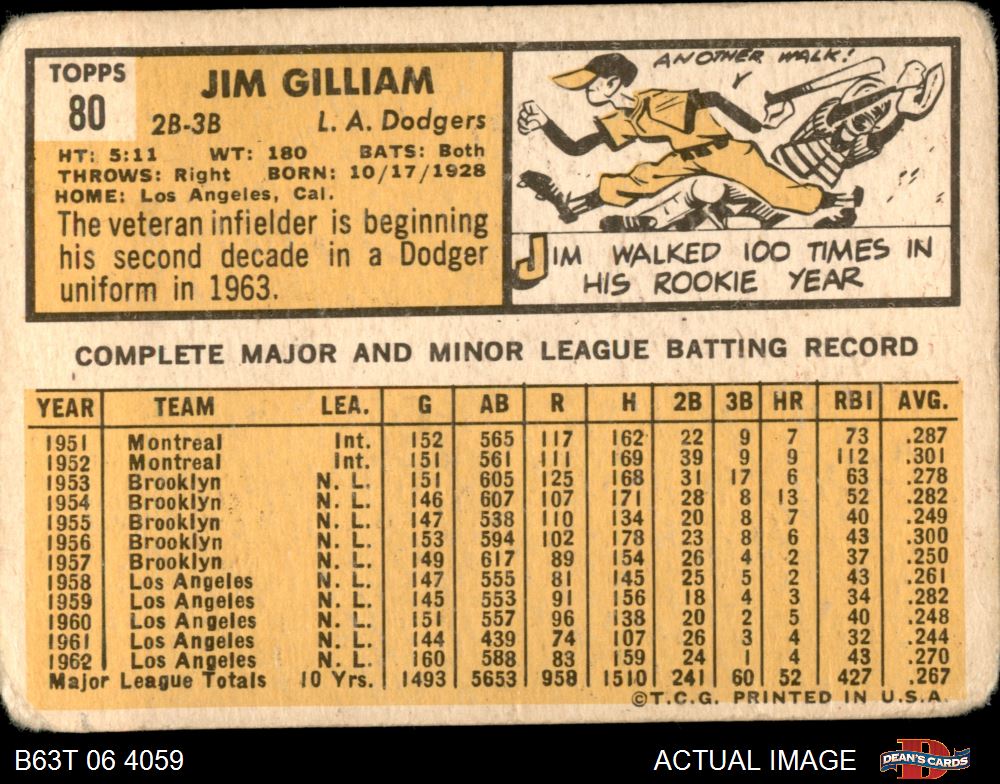 TOPPS
80
JIM GILLIAM
2B-3B L. A. Dodgers
HT: 5:11 WT: 180 BATS: Both
THROWS: Right BORN: 10/17/1928
HOME: Los Angeles, Cal.
The veteran infielder is beginning
his second decade in a Dodger
uniform in 1963.
ANOTHER WALK!
JIM WALKED 100 TIMES IN
HIS ROOKIE YEAR
COMPLETE MAJOR AND MINOR LEAGUE BATTING RECORD
YEAR TEAM LEA. G AB R H 2B 3B HR RBI AVG.
1951 Montreal Int. 152 565 117 162 22 9 7 73 .287
1952 Montreal Int. 151 561 111 169 39 9 9 112 .301
1953 Brooklyn N. L. 151 605 125 168 31 17 6 63 .278
1954 Brooklyn N. L. 146 607 107 171 28 8 13 52 .282
1955 Brooklyn N. L. 147 538 110 134 20 8 7 40 .249
1956 Brooklyn N. L. 153 594 102 178 23 8 6 43 .300
1957 Brooklyn N. L. 149 617 89 154 26 4 2 37 .250
1958 Los Angeles N. L. 147 555 81 145 25 5 2 43 .261
1959 Los Angeles N. L. 145 553 91 156 18 4 3 34 .282
1960 Los Angeles N. L. 151 557 96 138 20 2 5 40 .248
1961 Los Angeles N. L. 144 439 74 107 26 3 4 32 .244
1962 Los Angeles N. L. 160 588 83 159 24 1 4 43 .270
Major League Totals 10 Yrs. 1493 5653 958 1510 241 60 52 427 .267
©T.C.G. PRINTED IN U.S.A.
B63T 06 4059 ACTUAL IMAGE DEAN'S CARDS